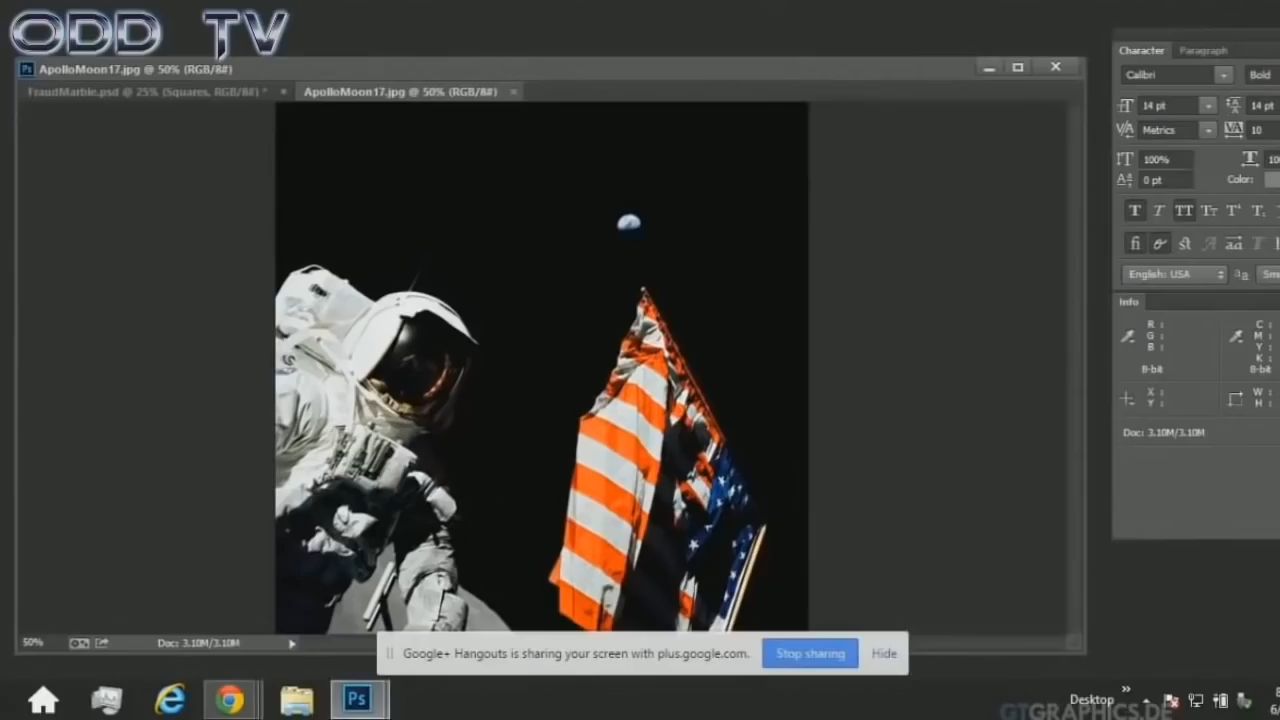 ODD TV
ApolloMoon17.jpg @ 50% (RGB/8#)
FraudMarble.psd @ 25% (Squares, RGB/8#) *
ApolloMoon17.jpg @ 50% (RGB/8#)
Character
Paragraph
Calibri
Bold
14 pt
14 pt
Metrics
10
100%
0 pt
Color:
English: USA
Info
R :
G :
B :
C :
M :
Y :
K :
8-bit
8-bit
X :
Y :
W :
H :
Doc: 3.10M/3.10M
50%
Doc: 3.10M/3.10M
Google+ Hangouts is sharing your screen with plus.google.com.
Stop sharing
Hide
Ps
Desktop
GTGRAPHICS.DE